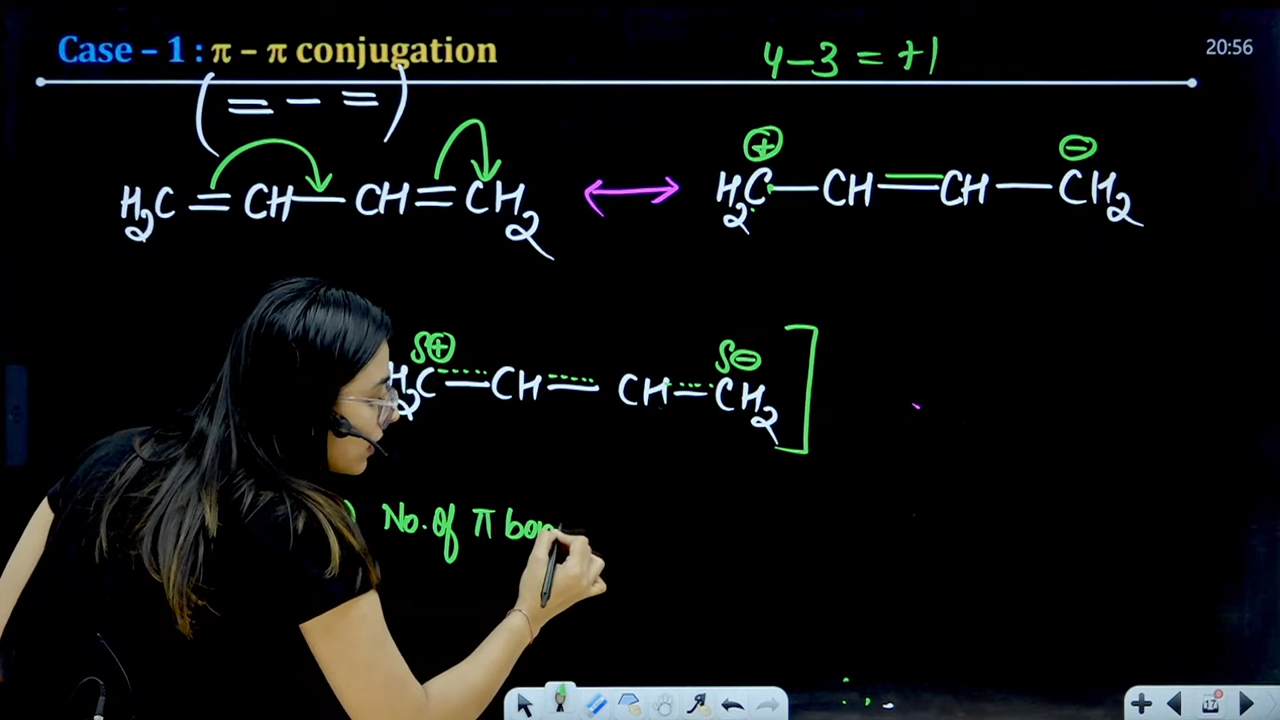 Case – 1 : π – π conjugation
4–3 = +1
20:56
(= – =)
H₂C=CH—CH=CH₂ ⟷ H₂C⊕—CH=CH—CH₂⊖
H₂C—CH=CH—CH₂]
δ⊕ δ⊖
No. of π bon
17